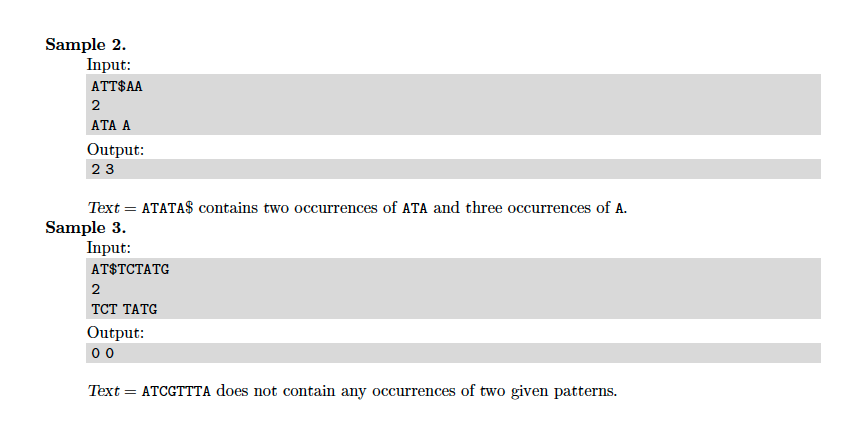 Sample 2.
Input:
ATT$AA
2
ATA A
Output:
2 3
Text = ATATA$ contains two occurrences of ATA and three occurrences of A.
Sample 3.
Input:
AT$TCTATG
2
TCT TATG
Output:
0 0
Text = ATCGTTTA does not contain any occurrences of two given patterns.